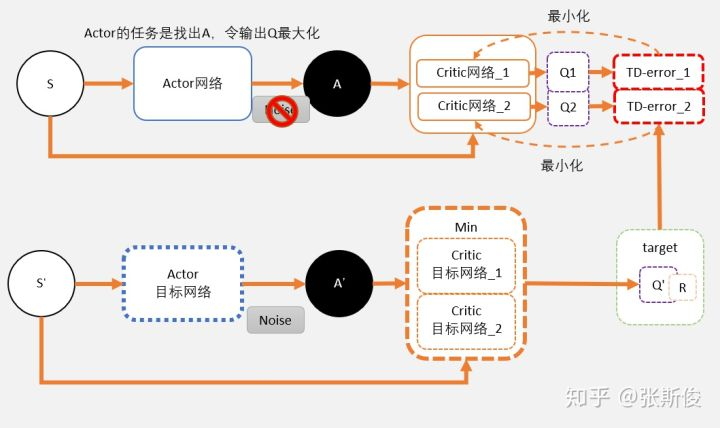 Actor的任务是找出A，令输出Q最大化
最小化
S
Actor网络
Noise
A
Critic网络_1
Critic网络_2
Q1
Q2
TD-error_1
TD-error_2
最小化
S'
Actor
目标网络
Noise
A'
Min
Critic
目标网络_1
Critic
目标网络_2
target
Q'
R
知乎 @张斯俊